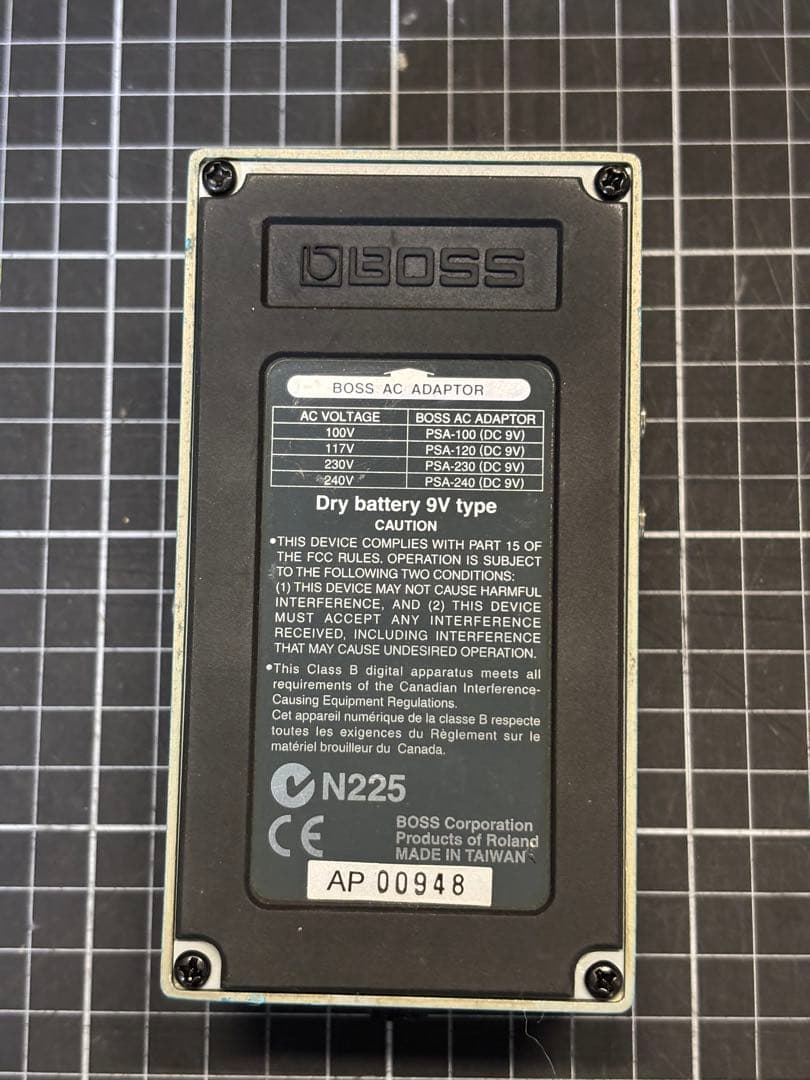 BOSS
BOSS AC ADAPTOR
AC VOLTAGE BOSS AC ADAPTOR
100V PSA-100 (DC 9V)
117V PSA-120 (DC 9V)
230V PSA-230 (DC 9V)
240V PSA-240 (DC 9V)
Dry battery 9V type
CAUTION
•THIS DEVICE COMPLIES WITH PART 15 OF
THE FCC RULES. OPERATION IS SUBJECT
TO THE FOLLOWING TWO CONDITIONS:
(1) THIS DEVICE MAY NOT CAUSE HARMFUL
INTERFERENCE, AND (2) THIS DEVICE
MUST ACCEPT ANY INTERFERENCE
RECEIVED, INCLUDING INTERFERENCE
THAT MAY CAUSE UNDESIRED OPERATION.
•This Class B digital apparatus meets all
requirements of the Canadian Interference-
Causing Equipment Regulations.
Cet appareil numérique de la classe B respecte
toutes les exigences du Règlement sur le
matériel brouilleur du Canada.
N225
CE
BOSS Corporation
Products of Roland
MADE IN TAIWAN
AP 00948